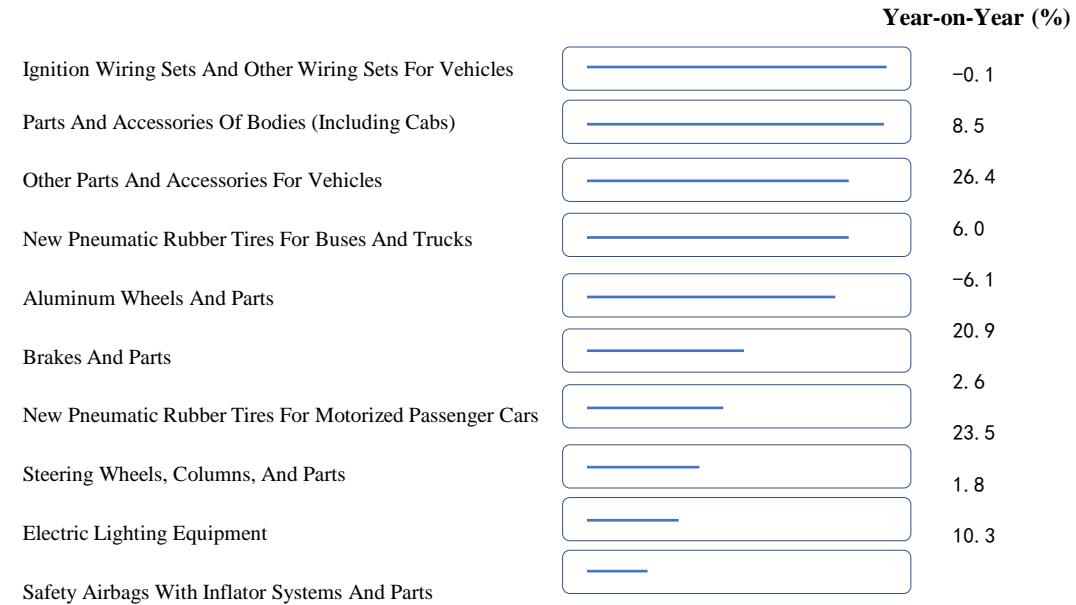 Year-on-Year (%)
Ignition Wiring Sets And Other Wiring Sets For Vehicles
-0.1
Parts And Accessories Of Bodies (Including Cabs)
8.5
Other Parts And Accessories For Vehicles
26.4
New Pneumatic Rubber Tires For Buses And Trucks
6.0
Aluminum Wheels And Parts
-6.1
Brakes And Parts
20.9
New Pneumatic Rubber Tires For Motorized Passenger Cars
2.6
Steering Wheels, Columns, And Parts
23.5
Electric Lighting Equipment
1.8
Safety Airbags With Inflator Systems And Parts
10.3